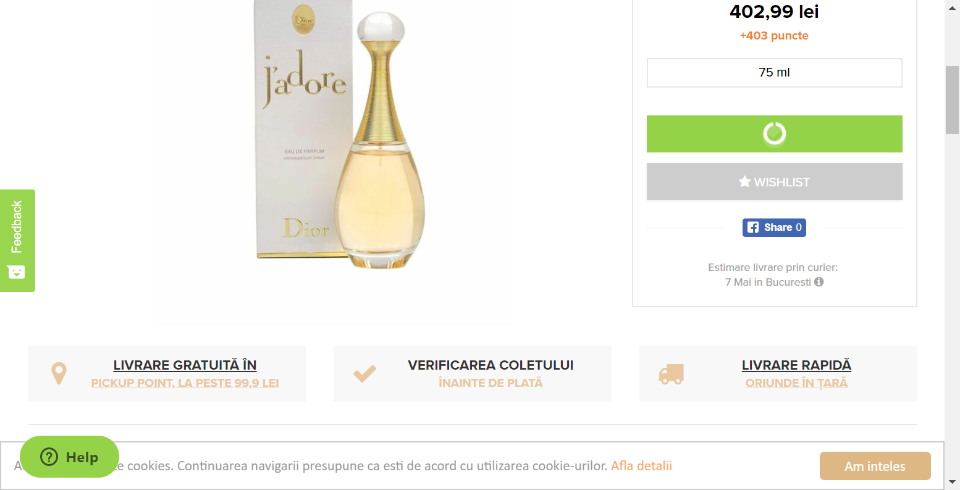 402,99 lei
+403 puncte
75 ml
WISHLIST
Share 0
Estimare livrare prin curier:
7 Mai in Bucuresti
Dior
j'adore
EAU DE PARFUM
Dior
Feedback
LIVRARE GRATUITĂ ÎN
PICKUP POINT, LA PESTE 99,9 LEI
VERIFICAREA COLETULUI
ÎNAINTE DE PLATĂ
LIVRARE RAPIDĂ
ORIUNDE ÎN ȚARĂ
Help
cookies. Continuarea navigarii presupune ca esti de acord cu utilizarea cookie-urilor. Afla detalii
Am inteles